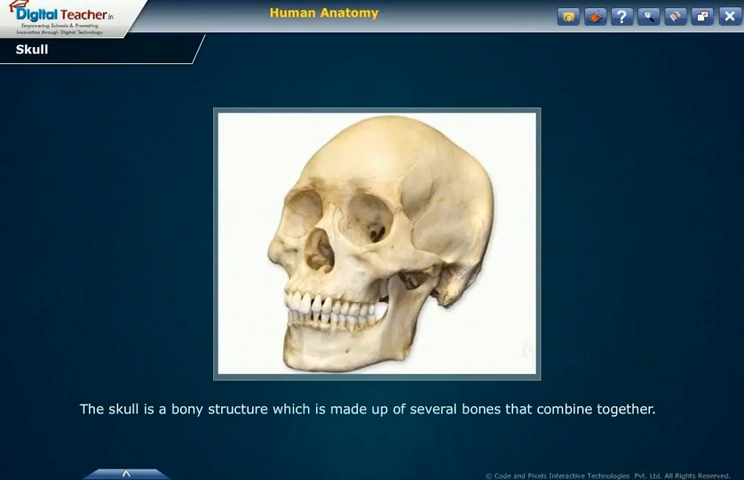 Digital Teacher.in
Empowering Schools & Promoting
Innovation through Digital Technology
Human Anatomy
?
Skull
The skull is a bony structure which is made up of several bones that combine together.
© Code and Pixels Interactive Technologies Pvt. Ltd. All Rights Reserved.